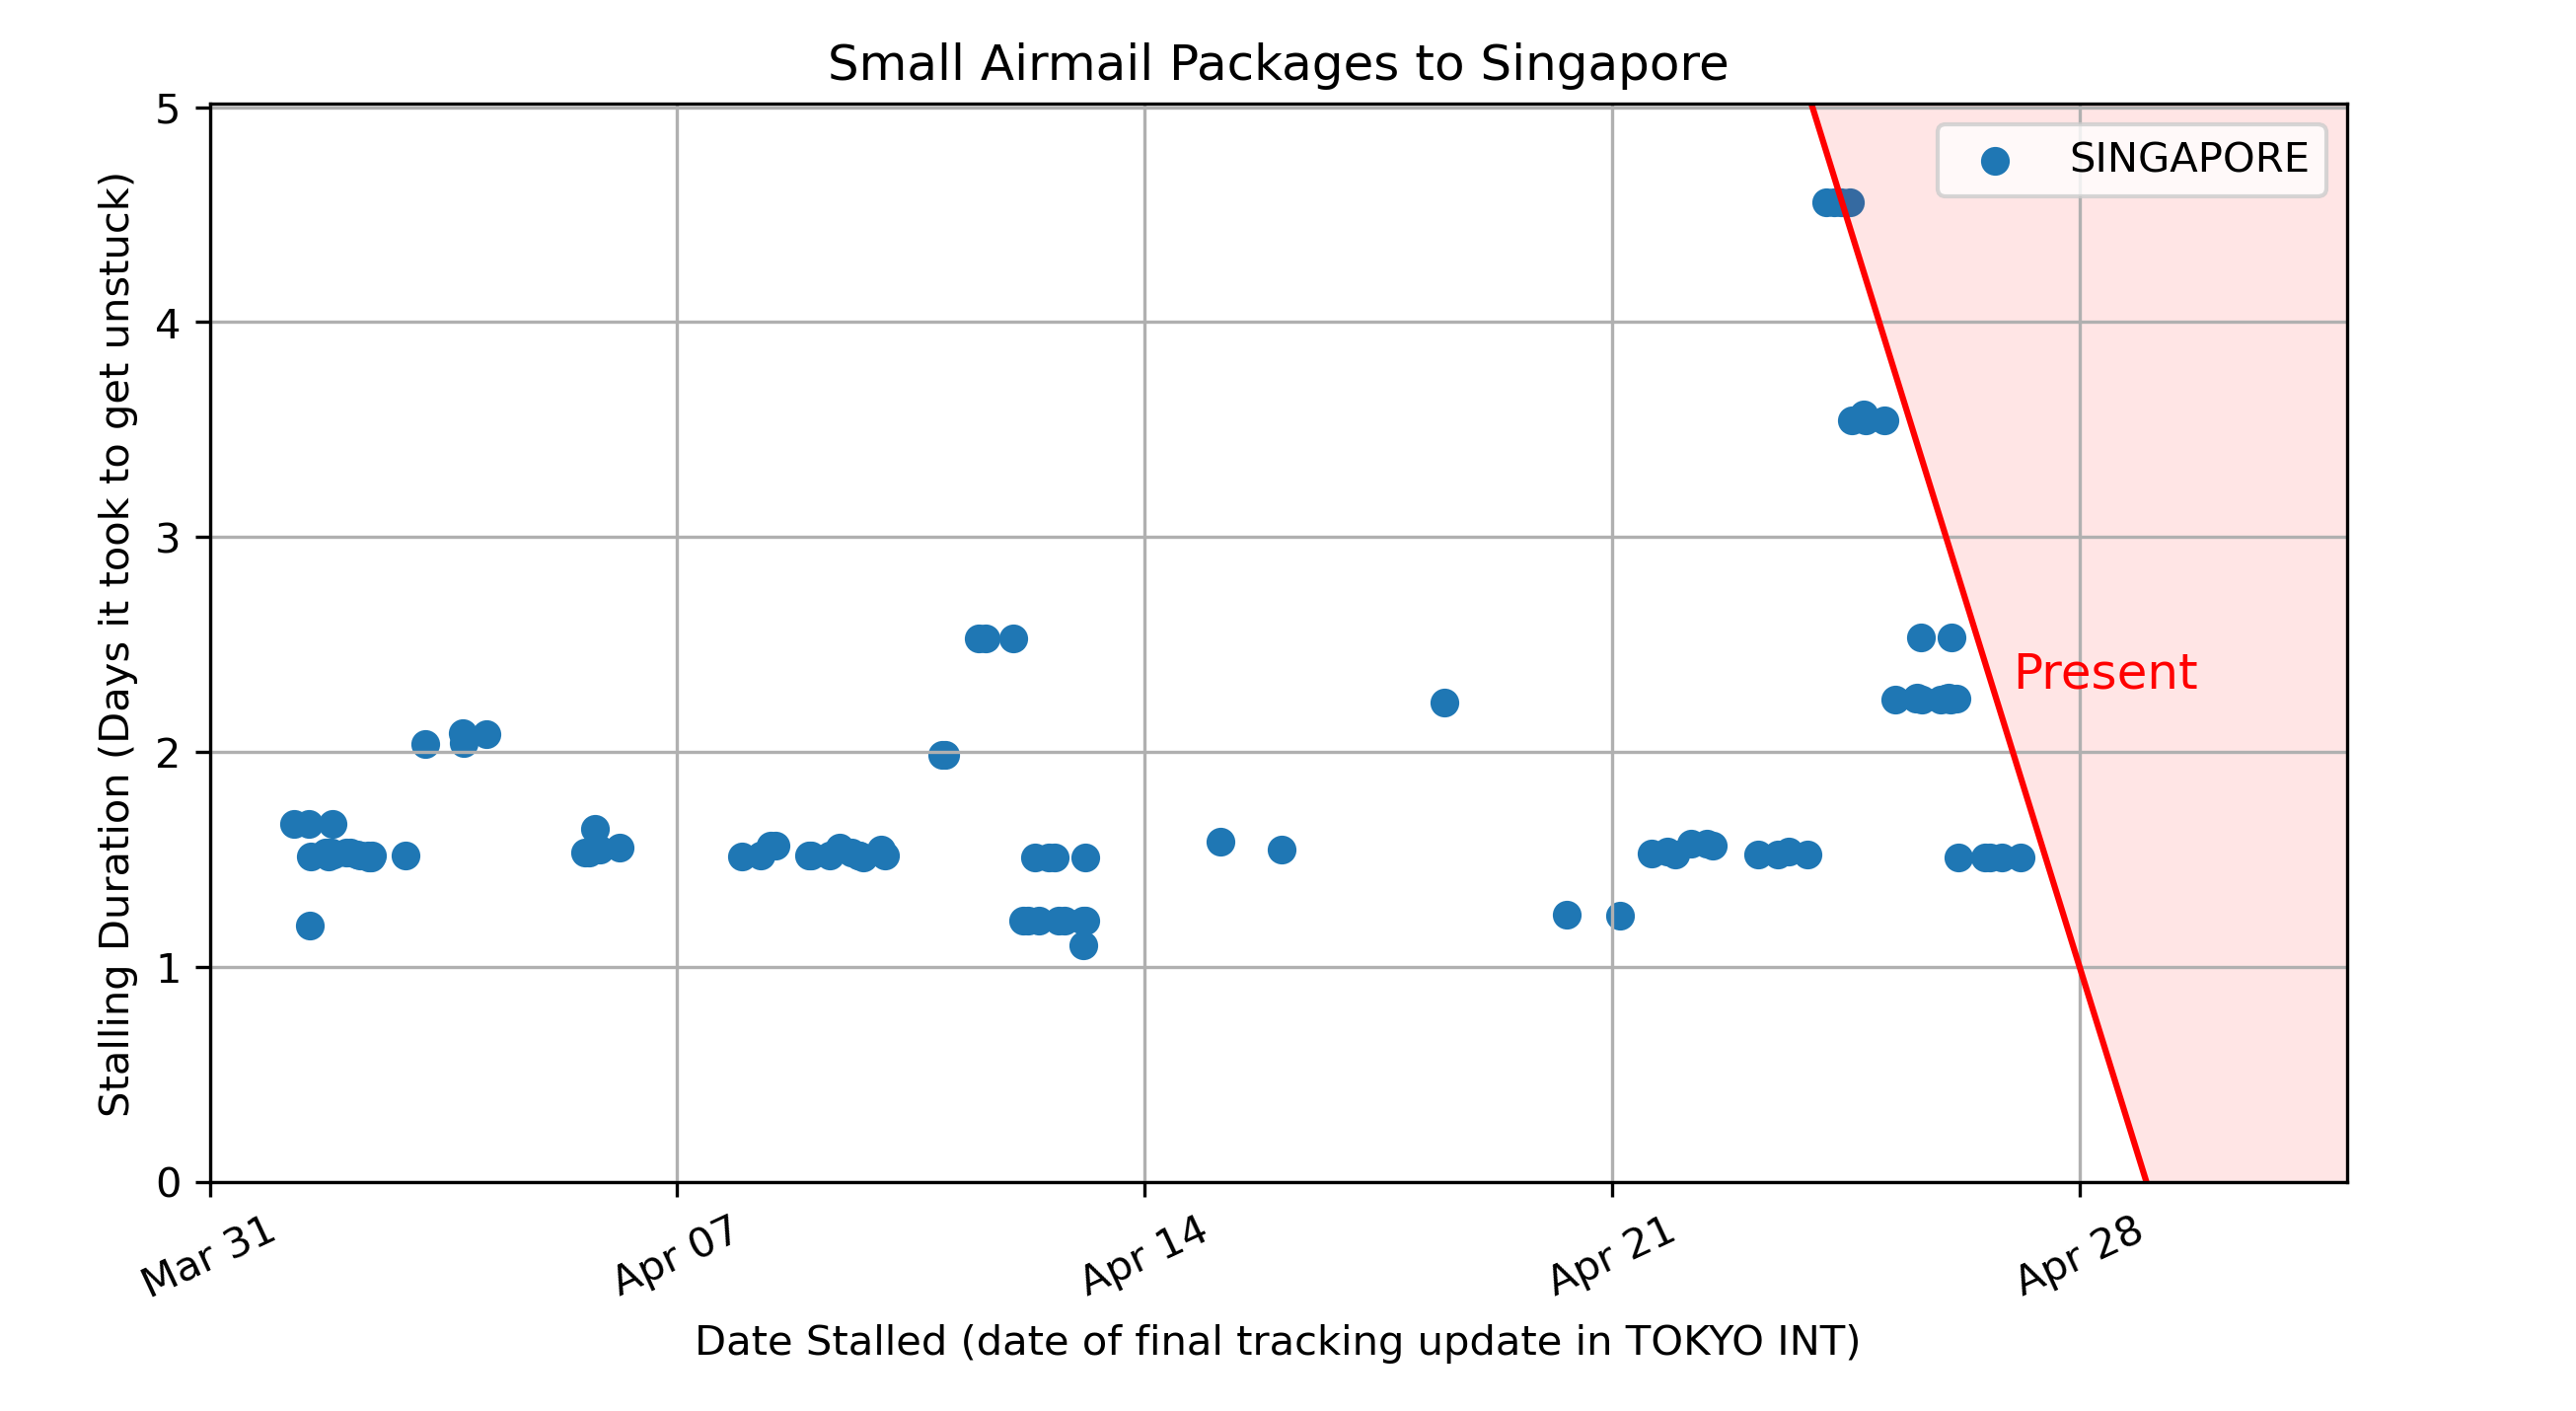 Small Airmail Packages to Singapore
Stalling Duration (Days it took to get unstuck)
5
4
3
2
1
0
SINGAPORE
Present
Mar 31
Apr 07
Apr 14
Apr 21
Apr 28
Date Stalled (date of final tracking update in TOKYO INT)